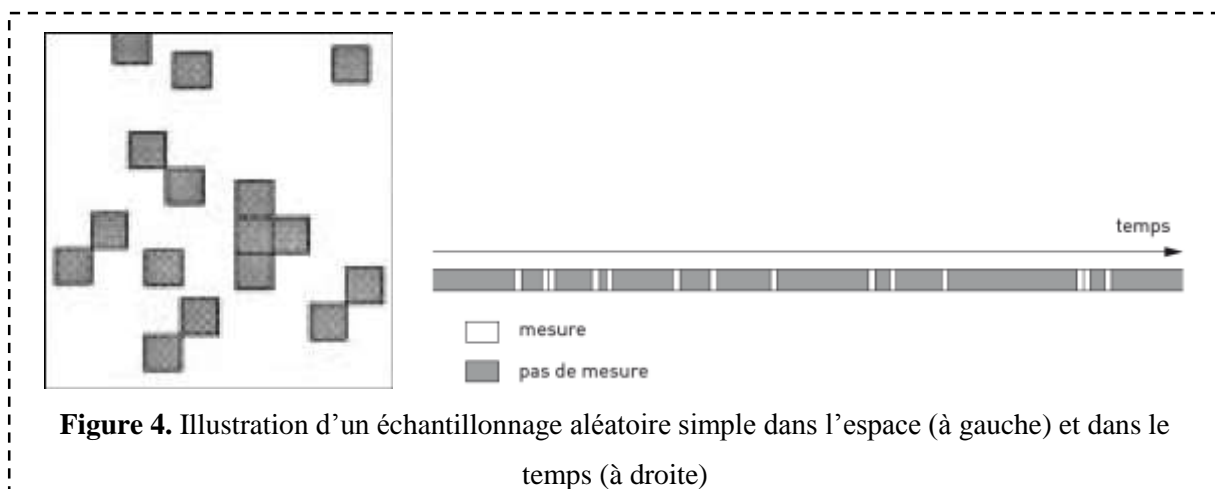 temps
mesure
pas de mesure
Figure 4. Illustration d’un échantillonnage aléatoire simple dans l’espace (à gauche) et dans le
temps (à droite)